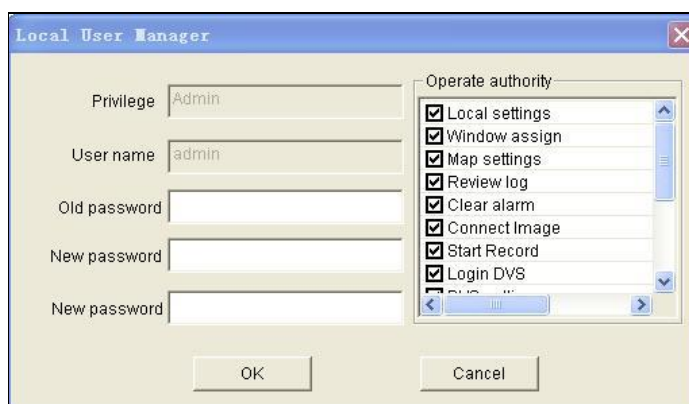 Local User Manager
Privilege
Admin
User name
admin
Old password
New password
New password
Operate authority
Local settings
Window assign
Map settings
Review log
Clear alarm
Connect Image
Start Record
Login DVS
OK
Cancel